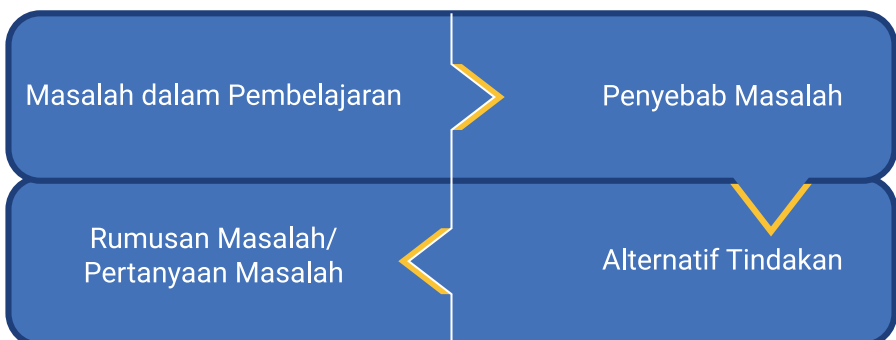 Masalah dalam Pembelajaran
Penyebab Masalah
Rumusan Masalah/
Pertanyaan Masalah
Alternatif Tindakan